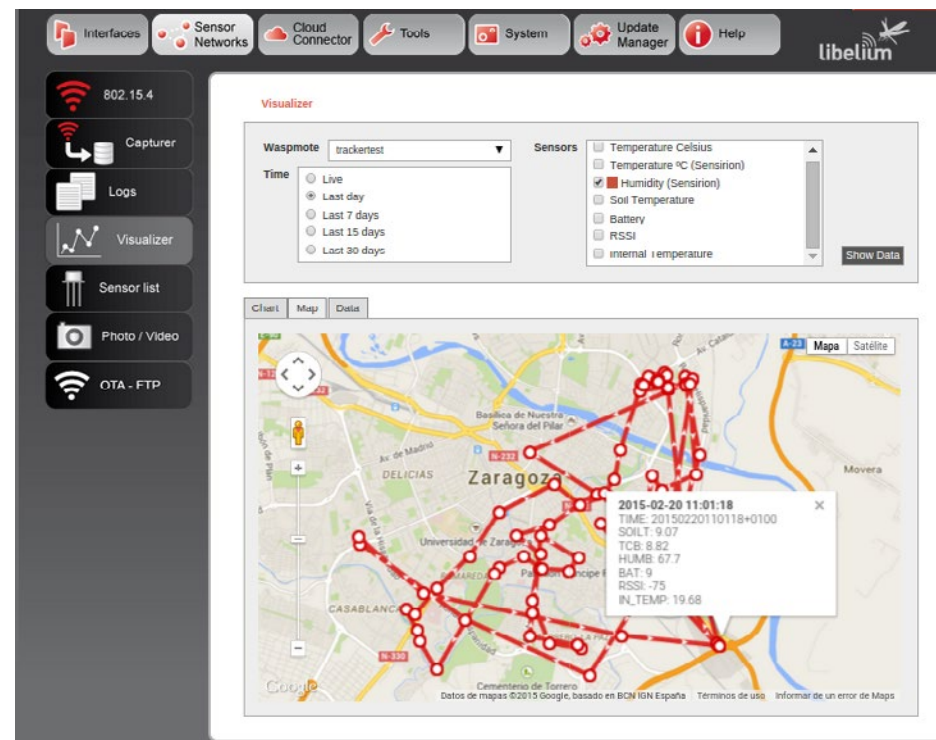 Interfaces
Sensor
Networks
Cloud
Connector
Tools
System
Update
Manager
Help
libelium
802.15.4
Capturer
Logs
Visualizer
Sensor list
Photo / Video
OTA - FTP
Visualizer
Waspmote
trackertest
Time
Live
Last day
Last 7 days
Last 15 days
Last 30 days
Sensors
Temperature Celsius
Temperature ºC (Sensirion)
Humidity (Sensirion)
Soil Temperature
Battery
RSSI
Internal Temperature
Show Data
Chart
Map
Data
A-23
Mapa
Satélite
Basílica de Nuestra
Señora del Pilar
Av. de Madrid
N-232
DELICIAS
Zaragoza
Movera
Universidad de Zarag
CASABLANCA
N-330
Cementerio de Torrero
2015-02-20 11:01:18
TIME: 20150220110118+0100
SOILT: 9.07
TCB: 8.82
HUMB: 67.7
BAT: 9
RSSI: -75
IN_TEMP: 19.68
Google
Datos de mapas ©2015 Google, basado en BCN IGN España
Términos de uso
Informar de un error de Maps